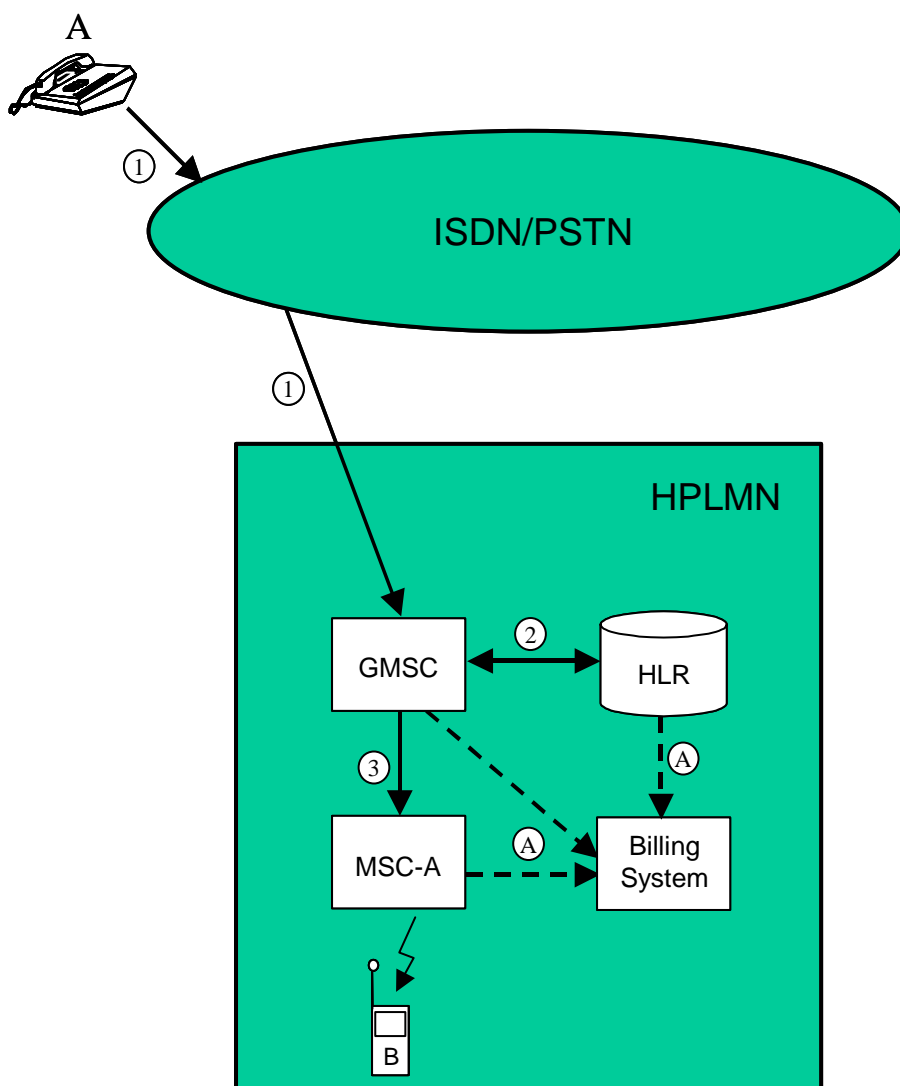 A
1
ISDN/PSTN
1
HPLMN
GMSC
2
HLR
3
A
MSC-A
A
Billing
System
B